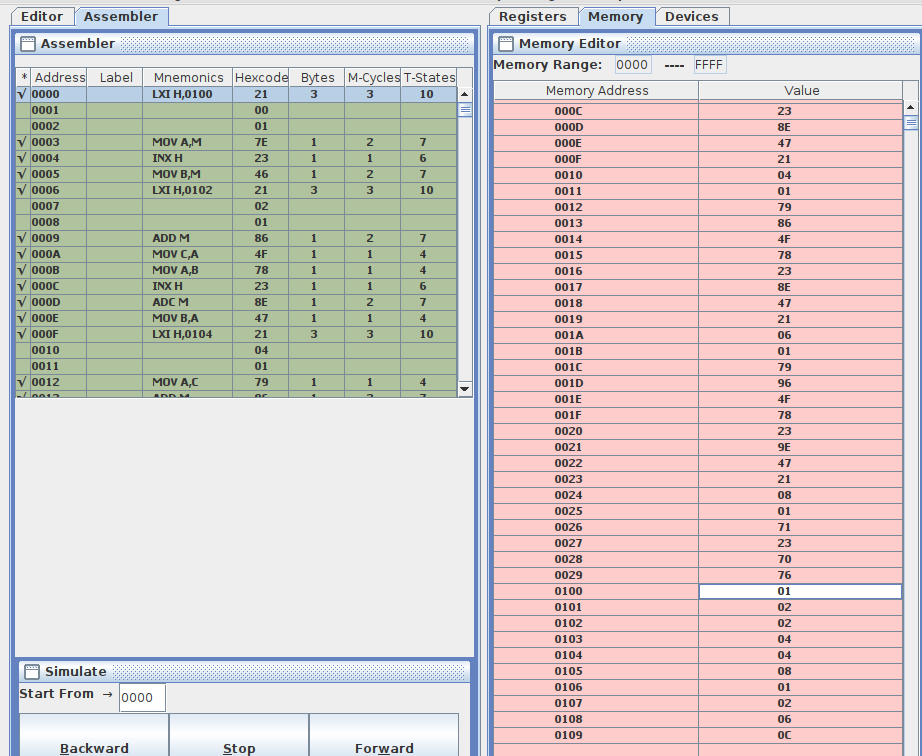 Editor Assembler
Assembler
* Address Label Mnemonics Hexcode Bytes M-Cycles T-States
√ 0000 LXI H,0100 21 3 3 10
0001 00
0002 01
√ 0003 MOV A,M 7E 1 2 7
√ 0004 INX H 23 1 1 6
√ 0005 MOV B,M 46 1 2 7
√ 0006 LXI H,0102 21 3 3 10
0007 02
0008 01
√ 0009 ADD M 86 1 2 7
√ 000A MOV C,A 4F 1 1 4
√ 000B MOV A,B 78 1 1 4
√ 000C INX H 23 1 1 6
√ 000D ADC M 8E 1 2 7
√ 000E MOV B,A 47 1 1 4
√ 000F LXI H,0104 21 3 3 10
0010 04
0011 01
√ 0012 MOV A,C 79 1 1 4
√ 0013 ADD M 86 1 2 7
Simulate
Start From → 0000
Backward Stop Forward
Registers Memory Devices
Memory Editor
Memory Range: 0000 ---- FFFF
Memory Address Value
000C 23
000D 8E
000E 47
000F 21
0010 04
0011 01
0012 79
0013 86
0014 4F
0015 78
0016 23
0017 8E
0018 47
0019 21
001A 06
001B 01
001C 79
001D 96
001E 4F
001F 78
0020 23
0021 9E
0022 47
0023 21
0024 08
0025 01
0026 71
0027 23
0028 70
0029 76
0100 01
0101 02
0102 02
0103 04
0104 04
0105 08
0106 01
0107 02
0108 06
0109 0C